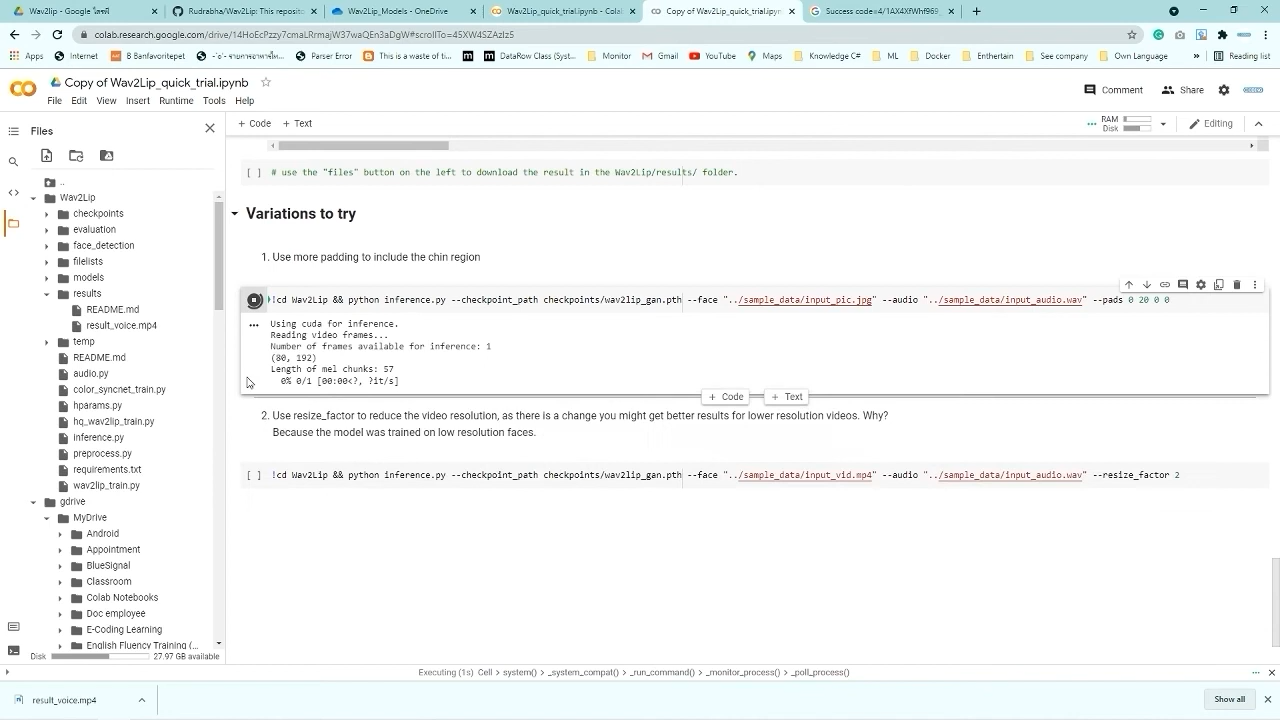 Wav2Lip - Google ไดรฟ์
Rudrabha/Wav2Lip: This reposito
Wav2Lip_Models - OneDrive
Wav2Lip_quick_trial.ipynb - Colab
Copy of Wav2Lip_quick_trial.ipyn
colab.research.google.com/drive/14HoEcPzzy7cmaLRrmajW37waQEn3aDgW#scrollTo=45XW4SZAzIz5
Apps
Internet
B Banfavoritepet
Parser Error
This is a waste of ti...
DataRow Class (Syst...
Monitor
Gmail
YouTube
Maps
Knowledge C#
ML
Docker
Enthertain
See company
Own Language
Reading list
Copy of Wav2Lip_quick_trial.ipynb
File Edit View Insert Runtime Tools Help
Comment
Share
Files
+ Code + Text
RAM
Disk
Editing
..
Wav2Lip
checkpoints
evaluation
face_detection
filelists
models
results
README.md
result_voice.mp4
temp
README.md
audio.py
color_syncnet_train.py
hparams.py
hq_wav2lip_train.py
inference.py
preprocess.py
requirements.txt
wav2lip_train.py
gdrive
MyDrive
Android
Appointment
BlueSignal
Classroom
Colab Notebooks
Doc employee
E-Coding Learning
English Fluency Training (...
Disk 27.97 GB available
[ ] # use the "files" button on the left to download the result in the Wav2Lip/results/ folder.
Variations to try
1. Use more padding to include the chin region
!cd Wav2Lip && python inference.py --checkpoint_path checkpoints/wav2lip_gan.pth --face "../sample_data/input_pic.jpg" --audio "../sample_data/input_audio.wav" --pads 0 20 0 0
Using cuda for inference.
Reading video frames...
Number of frames available for inference: 1
(80, 192)
Length of mel chunks: 57
0% 0/1 [00:00<?, ?it/s]
+ Code + Text
2. Use resize_factor to reduce the video resolution, as there is a change you might get better results for lower resolution videos. Why?
Because the model was trained on low resolution faces.
[ ] !cd Wav2Lip && python inference.py --checkpoint_path checkpoints/wav2lip_gan.pth --face "../sample_data/input_vid.mp4" --audio "../sample_data/input_audio.wav" --resize_factor 2
Executing (1s) Cell > system() > _system_compat() > _run_command() > _monitor_process() > _poll_process()
result_voice.mp4
Show all